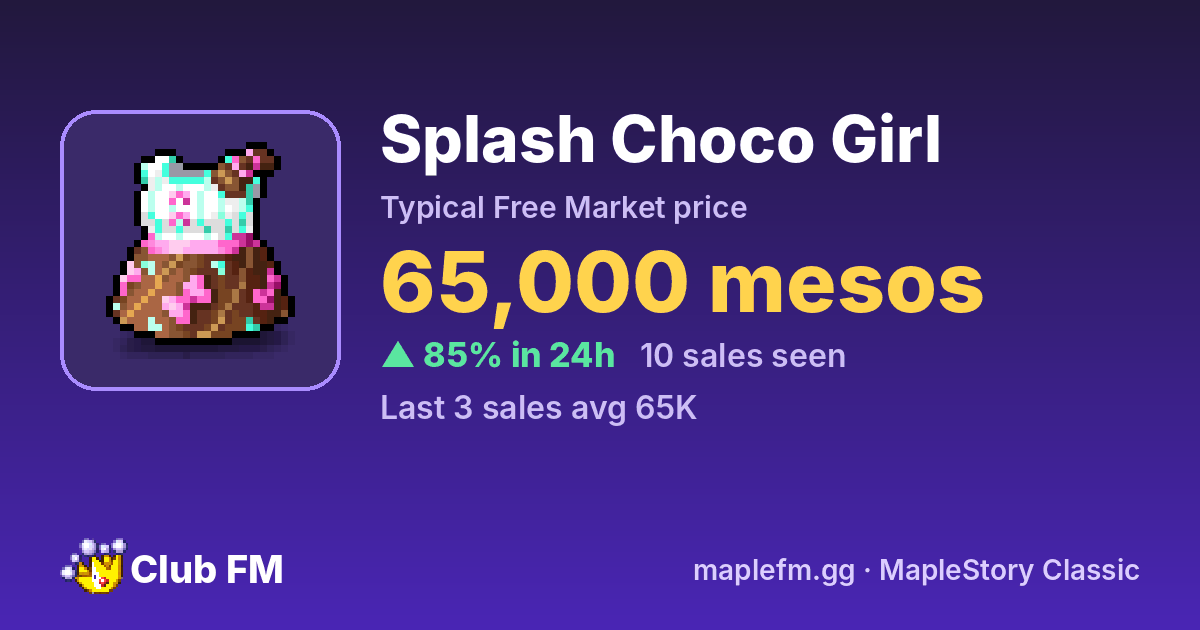 Splash Choco Girl
Typical Free Market price
65,000 mesos
▲ 85% in 24h 10 sales seen
Last 3 sales avg 65K
Club FM
maplefm.gg · MapleStory Classic